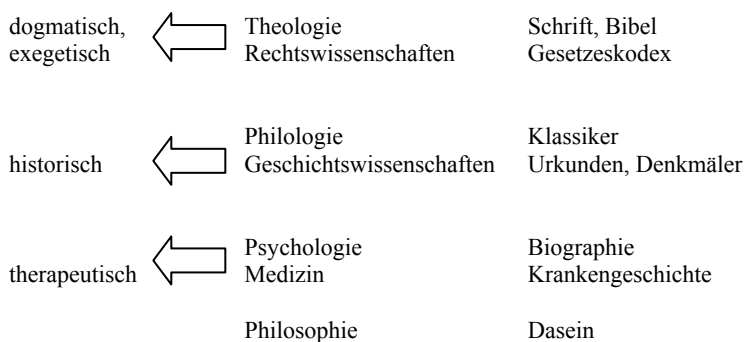 dogmatisch, Theologie Schrift, Bibel
exegetisch Rechtswissenschaften Gesetzeskodex
Philologie Klassiker
historisch Geschichtswissenschaften Urkunden, Denkmäler
Psychologie Biographie
therapeutisch Medizin Krankengeschichte
Philosophie Dasein